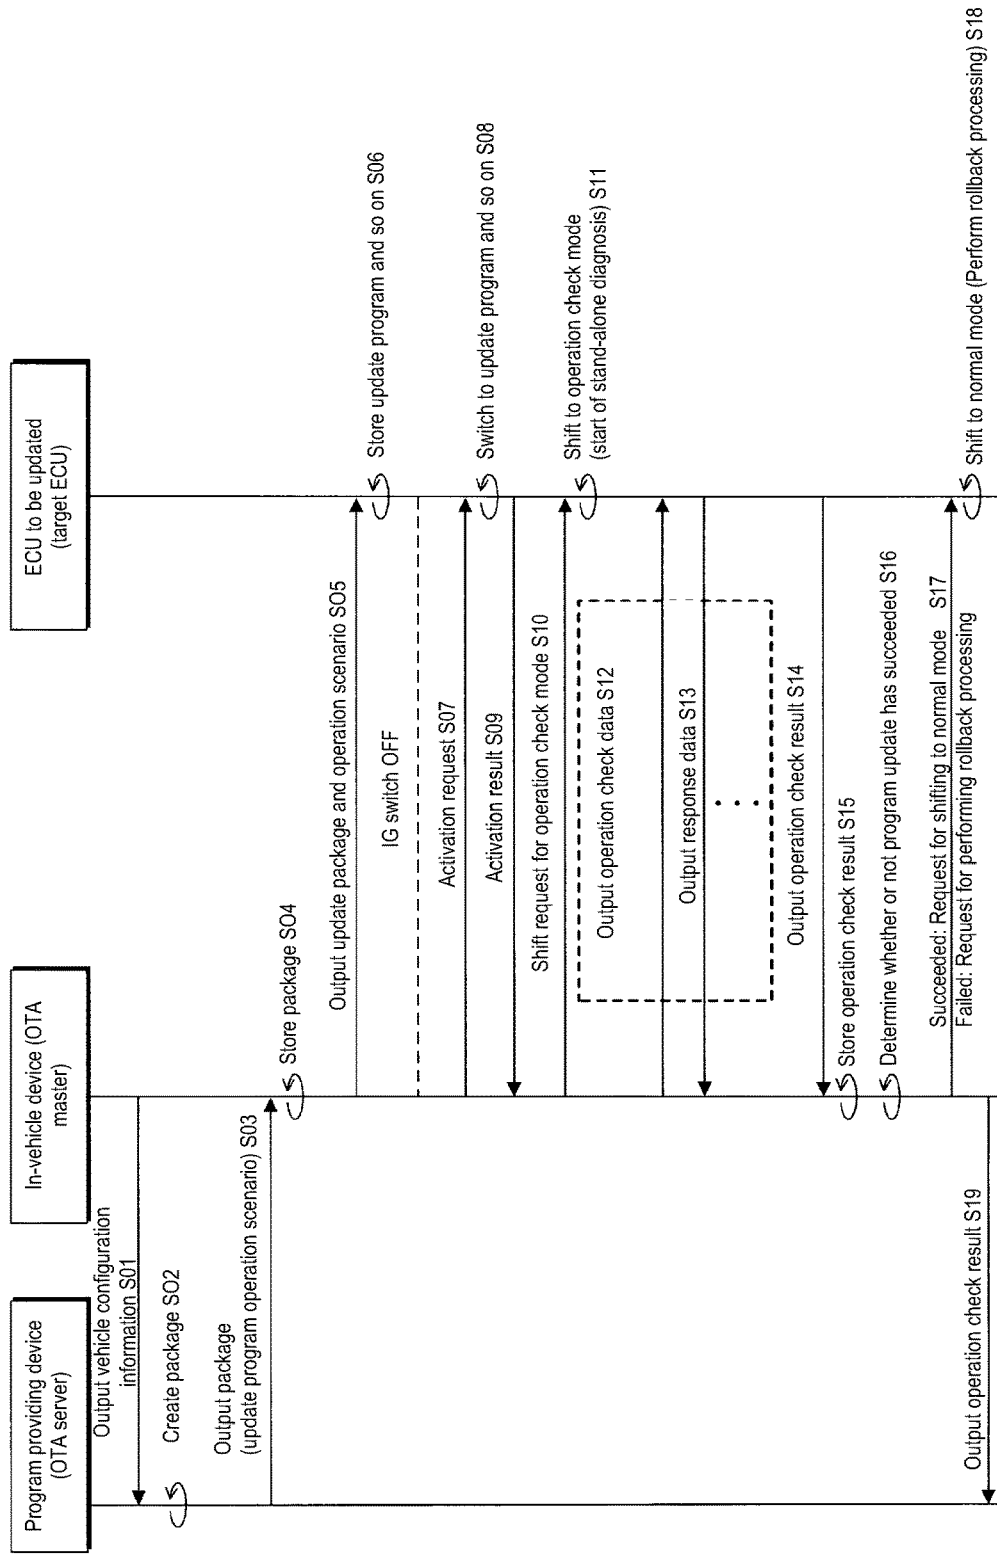 Program providing device
(OTA server)
In-vehicle device (OTA
master)
ECU to be updated
(target ECU)
Output vehicle configuration
information S01
Create package SO2
Output package
(update program operation scenario) S03
Store package SO4
Output update package and operation scenario SO5
Store update program and so on S06
IG switch OFF
Activation request S07
Switch to update program and so on S08
Activation result S09
Shift request for operation check mode S10
Shift to operation check mode
(start of stand-alone diagnosis) S11
Output operation check data S12
Output response data S13
Output operation check result S14
Store operation check result S15
Determine whether or not program update has succeeded S16
Succeeded: Request for shifting to normal mode S17
Failed: Request for performing rollback processing
Shift to normal mode (Perform rollback processing) S18
Output operation check result S19